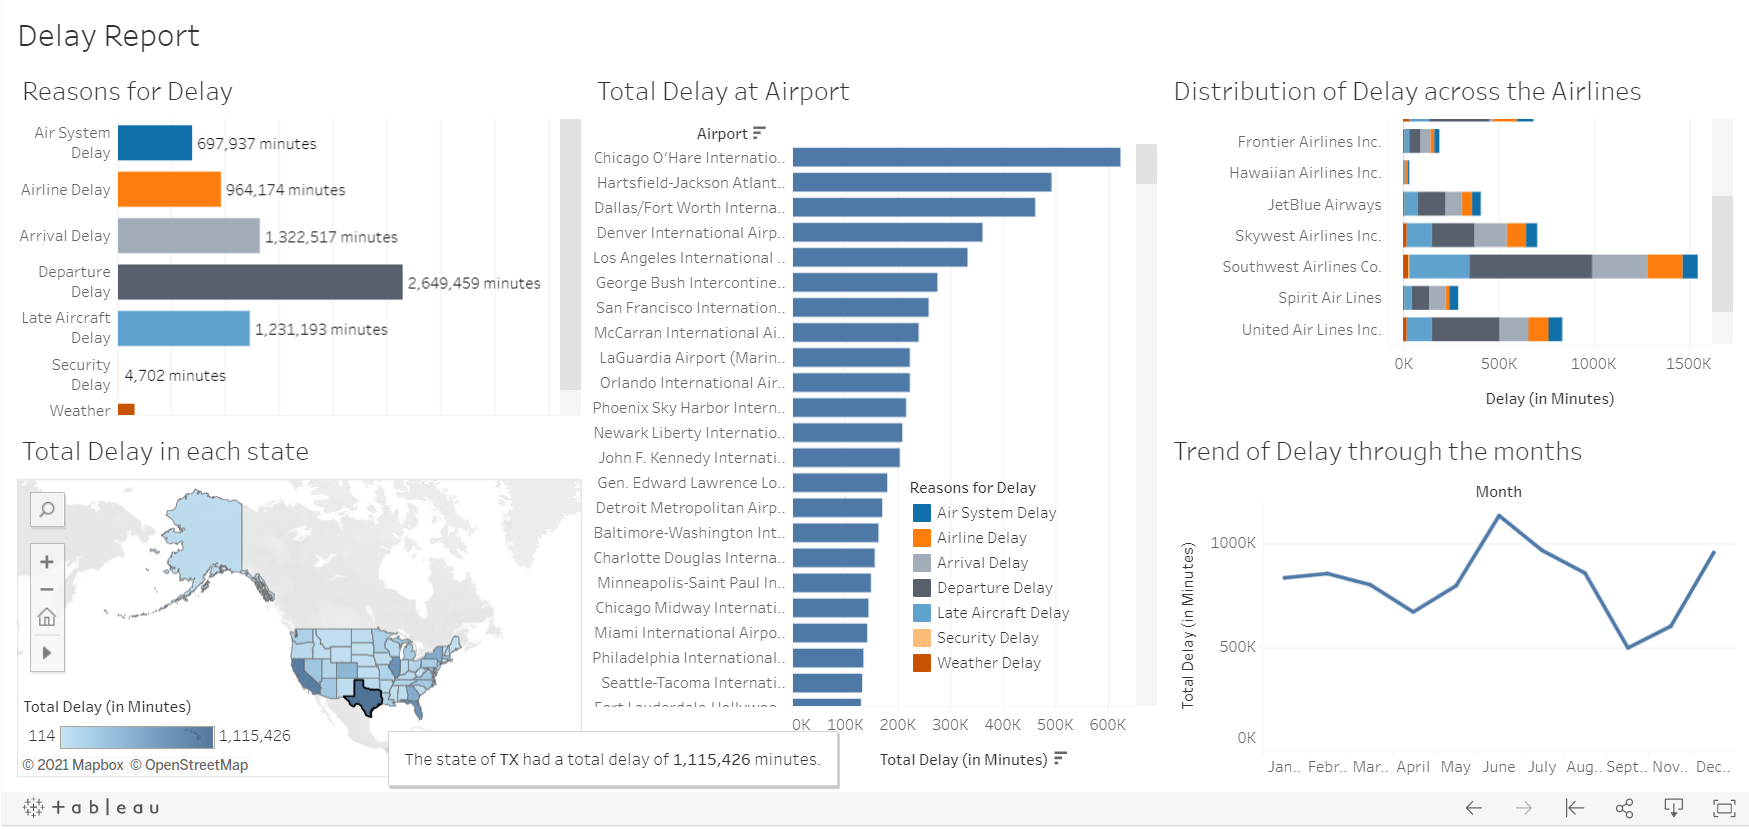 Delay Report
Reasons for Delay
Air System
Delay
697,937 minutes
Airline Delay
964,174 minutes
Arrival Delay
1,322,517 minutes
Departure
Delay
2,649,459 minutes
Late Aircraft
Delay
1,231,193 minutes
Security
Delay
4,702 minutes
Weather
Total Delay in each state
Total Delay (in Minutes)
114
1,115,426
© 2021 Mapbox © OpenStreetMap
The state of TX had a total delay of 1,115,426 minutes.
Total Delay at Airport
Airport
Chicago O’Hare Internatio..
Hartsfield-Jackson Atlant..
Dallas/Fort Worth Interna..
Denver International Airp..
Los Angeles International ..
George Bush Intercontine..
San Francisco Internation..
McCarran International Ai..
LaGuardia Airport (Marin..
Orlando International Air..
Phoenix Sky Harbor Intern..
Newark Liberty Internatio..
John F. Kennedy Internati..
Gen. Edward Lawrence Lo..
Detroit Metropolitan Airp..
Baltimore-Washington Int..
Charlotte Douglas Interna..
Minneapolis-Saint Paul In..
Chicago Midway Internati..
Miami International Airpo..
Philadelphia International..
Seattle-Tacoma Internati..
0K 100K 200K 300K 400K 500K 600K
Total Delay (in Minutes)
Reasons for Delay
Air System Delay
Airline Delay
Arrival Delay
Departure Delay
Late Aircraft Delay
Security Delay
Weather Delay
Distribution of Delay across the Airlines
Frontier Airlines Inc.
Hawaiian Airlines Inc.
JetBlue Airways
Skywest Airlines Inc.
Southwest Airlines Co.
Spirit Air Lines
United Air Lines Inc.
0K 500K 1000K 1500K
Delay (in Minutes)
Trend of Delay through the months
Month
Total Delay (in Minutes)
1000K
500K
0K
Jan.. Febr.. Mar.. April May June July Aug.. Sept.. Nov.. Dec..
+ a b l e a u